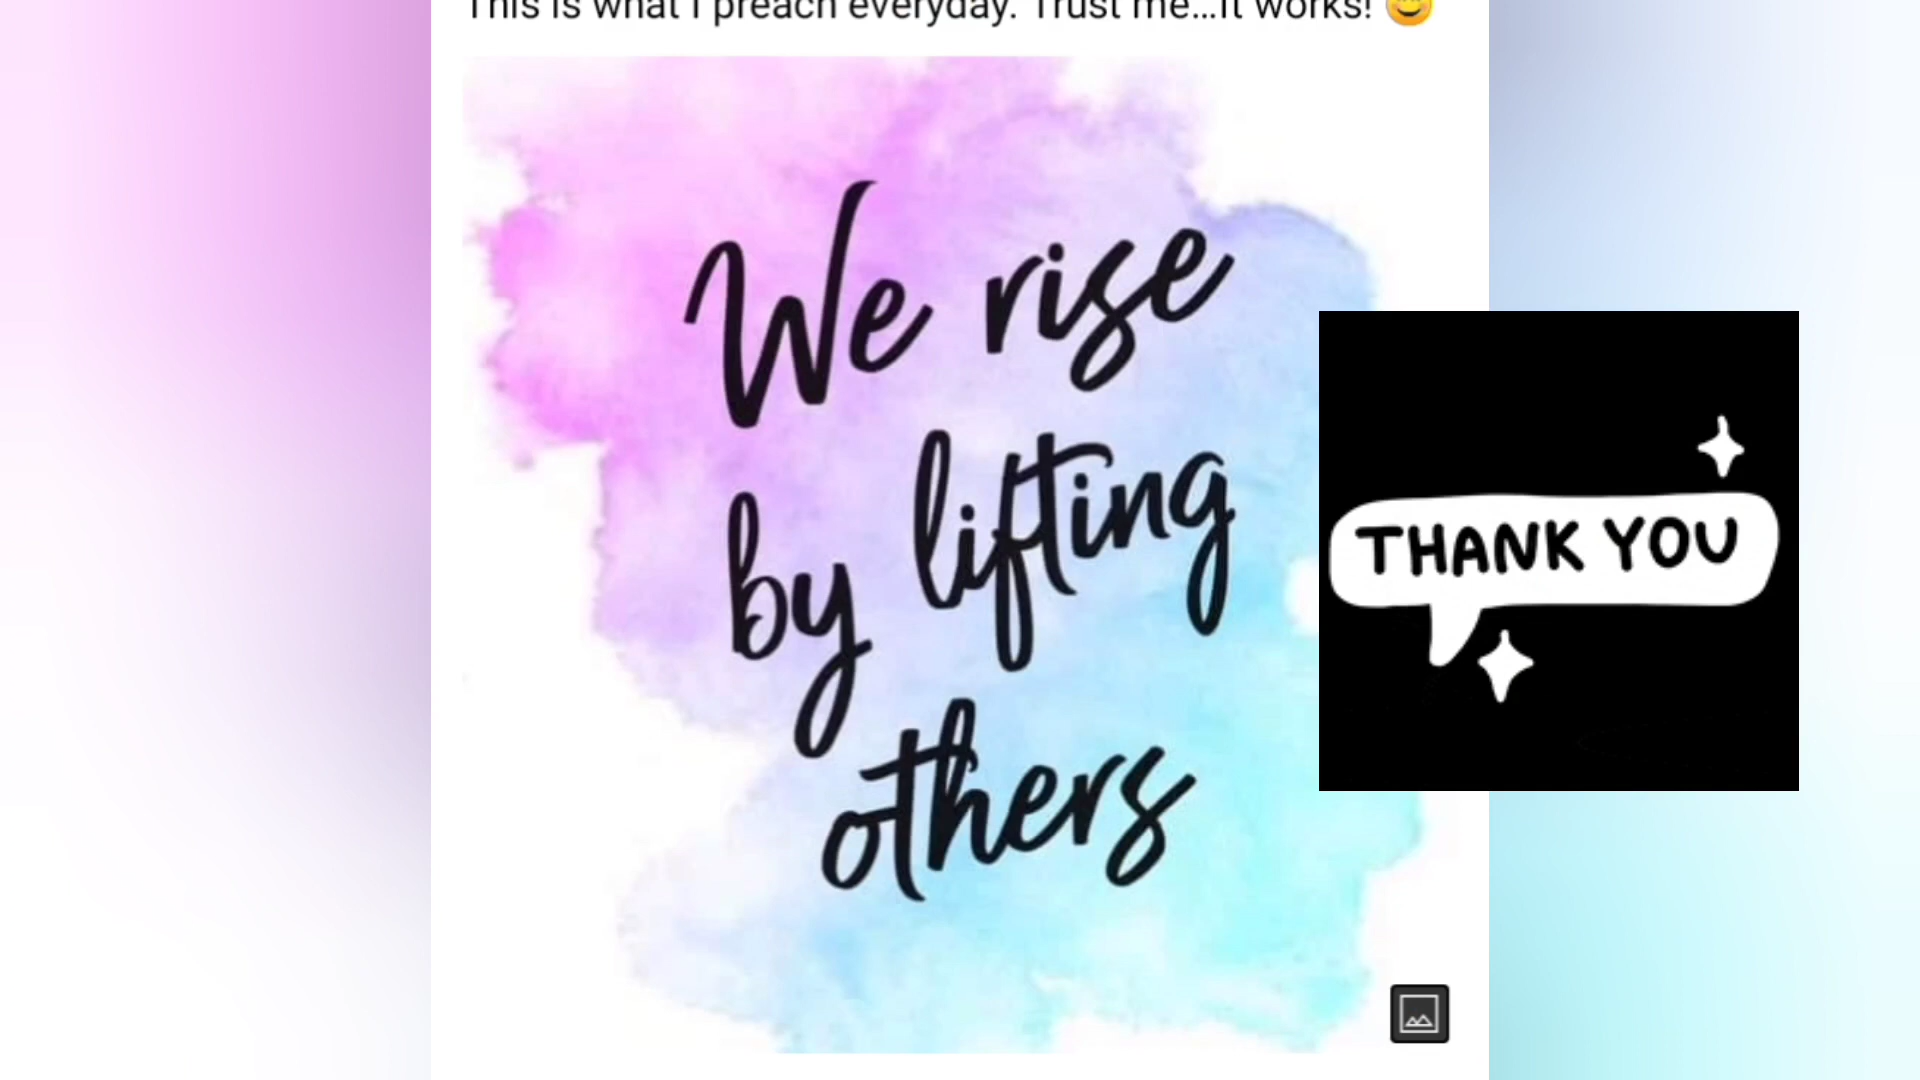 This is what I preach everyday. Trust me...it works! 😊
We rise
by lifting
others
THANK YOU